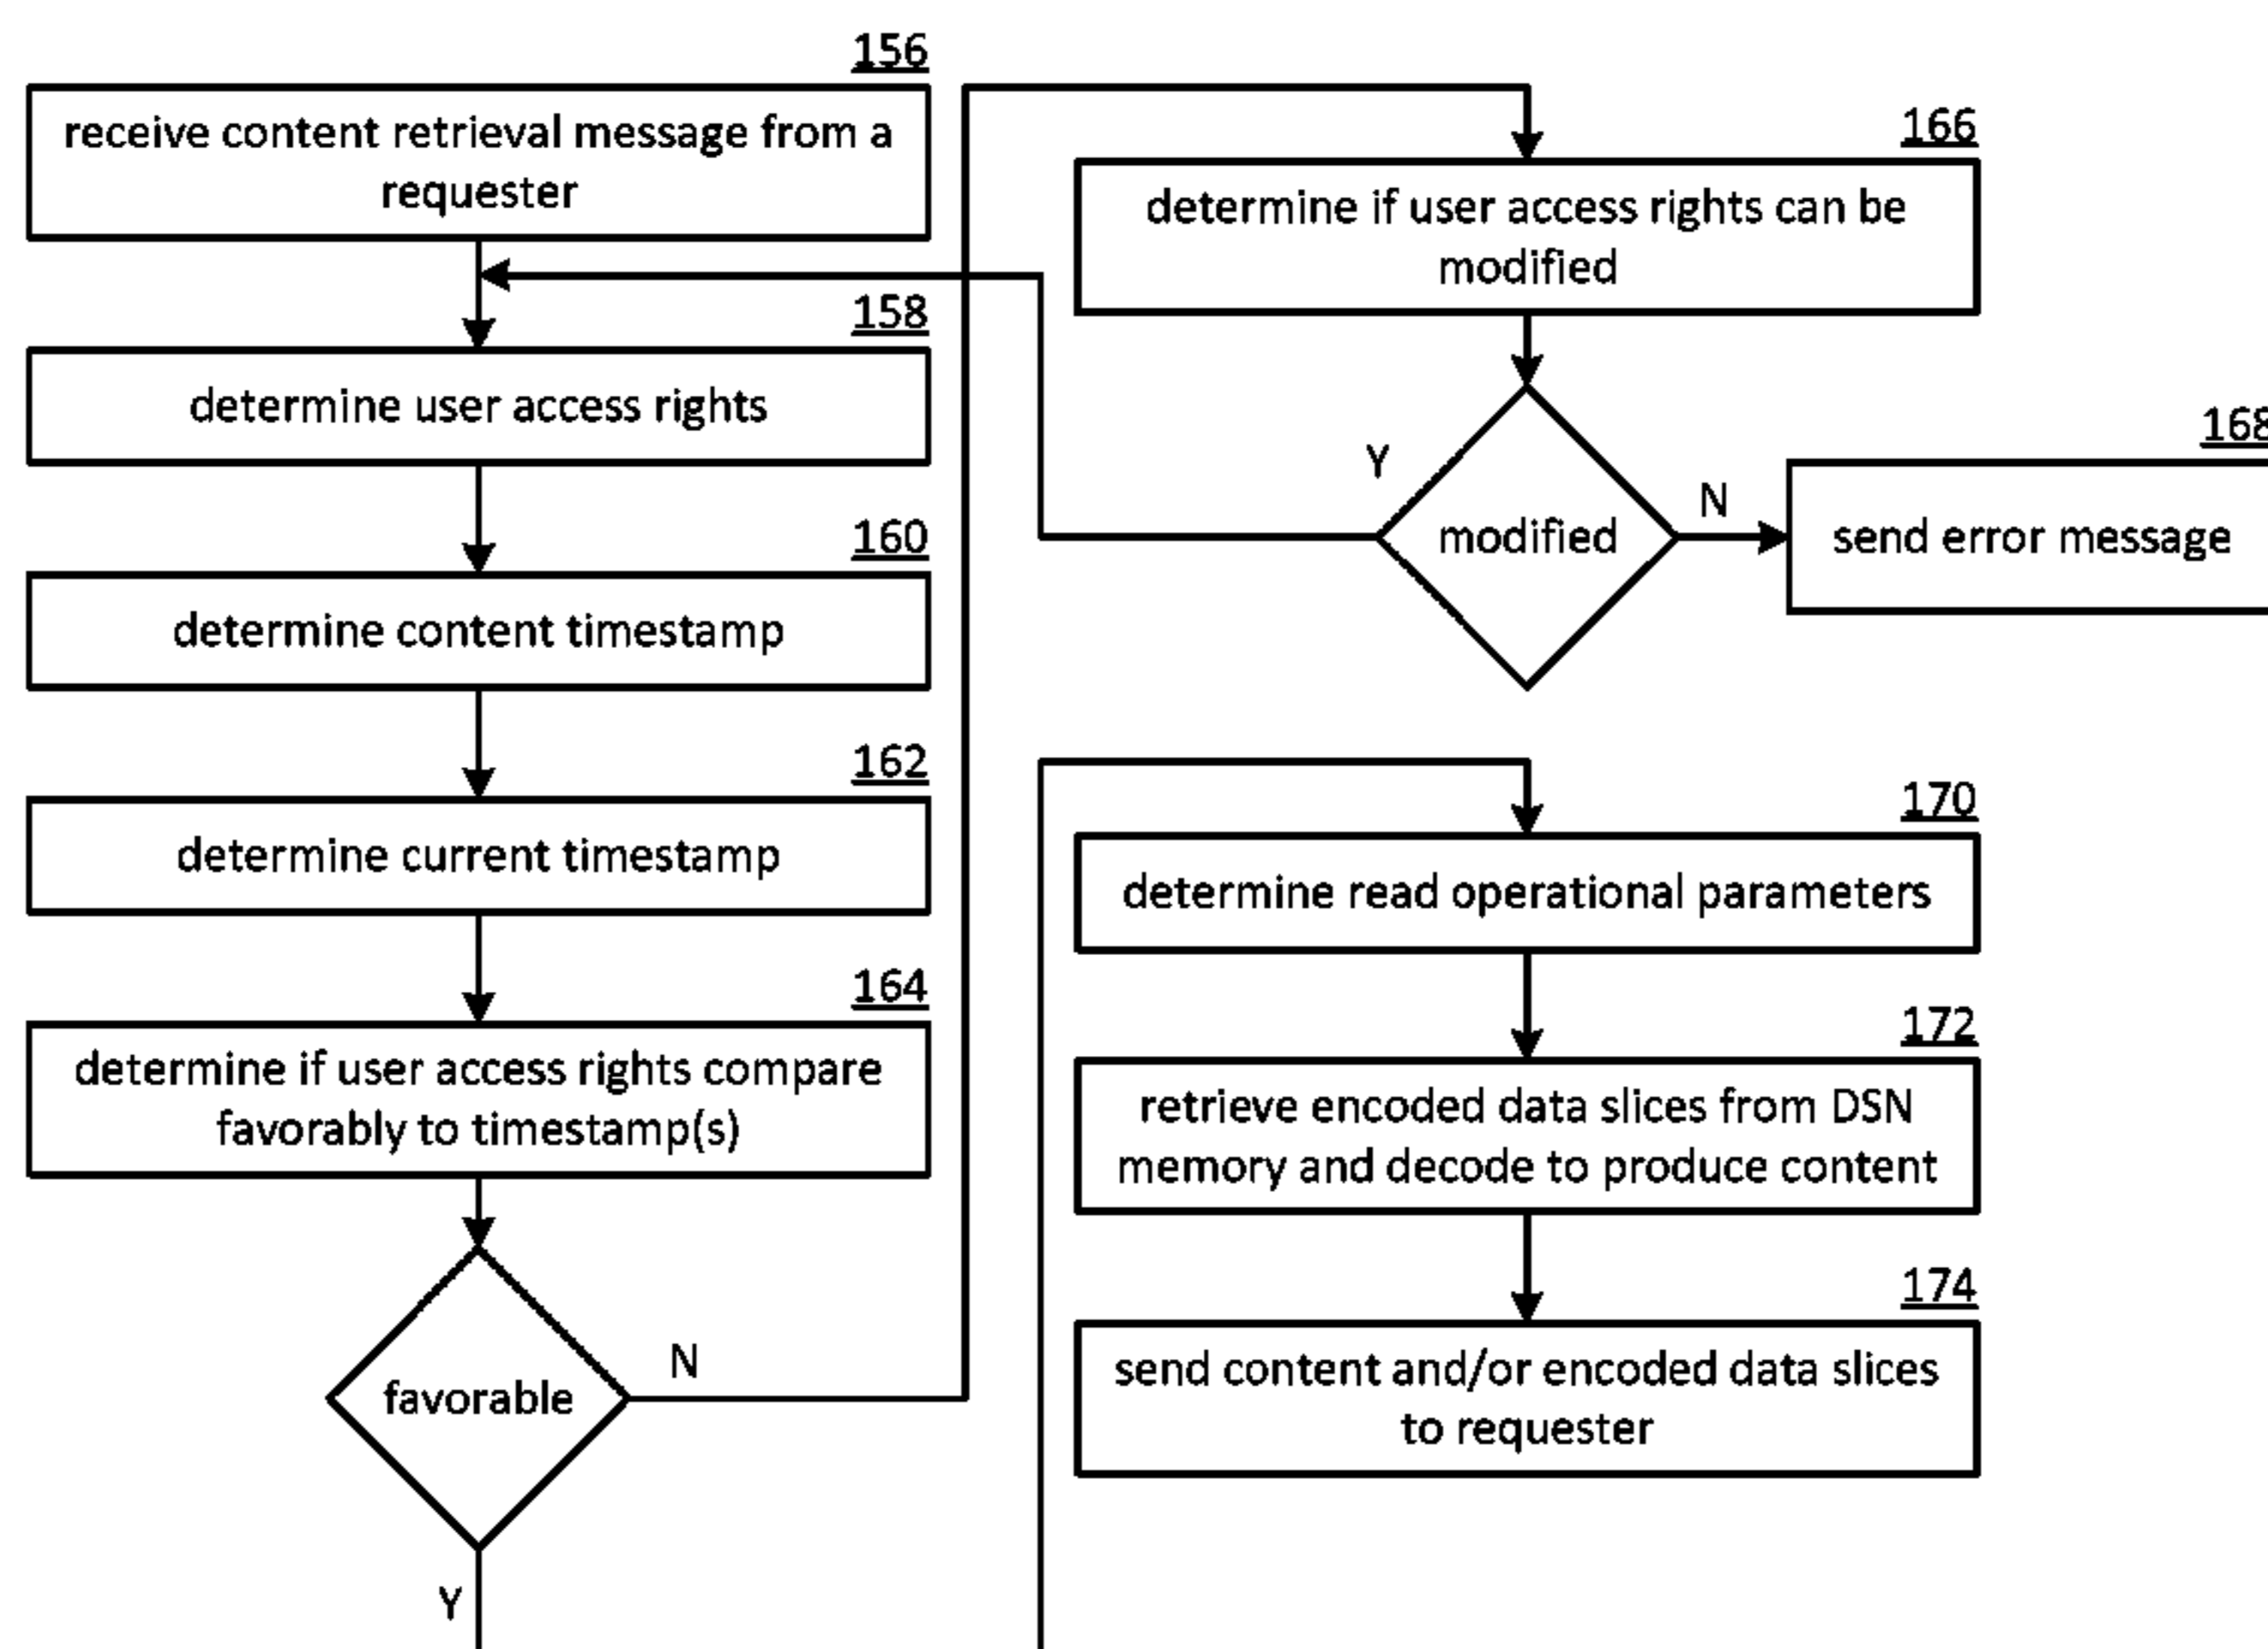 156
receive content retrieval message from a
requester
158
determine user access rights
160
determine content timestamp
162
determine current timestamp
164
determine if user access rights compare
favorably to timestamp(s)
favorable
N
Y
166
determine if user access rights can be
modified
Y
modified
N
168
send error message
170
determine read operational parameters
172
retrieve encoded data slices from DSN
memory and decode to produce content
174
send content and/or encoded data slices
to requester